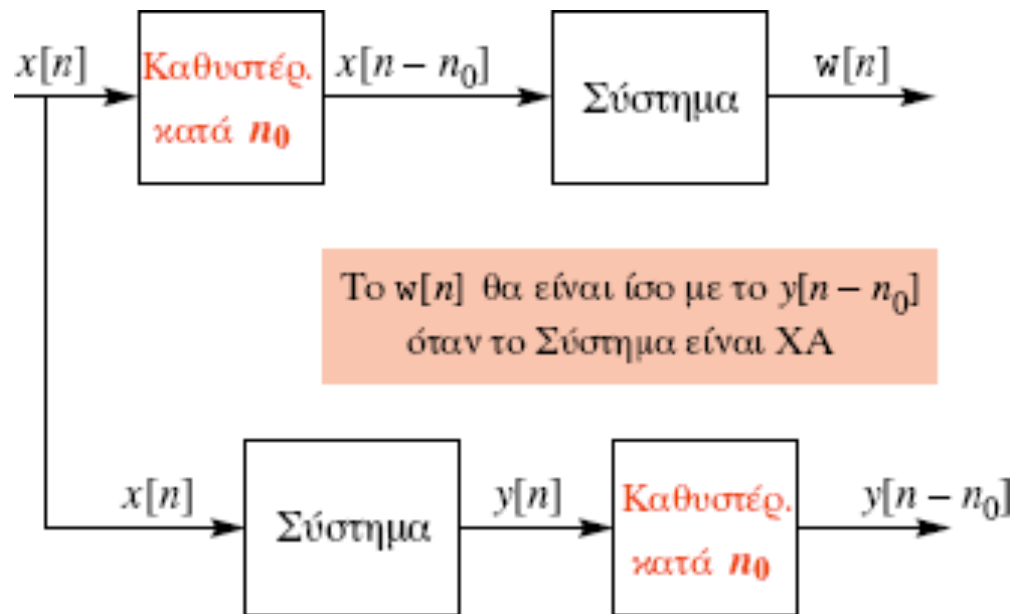 x[n]
Καθυστέρ.
κατά n₀
x[n − n₀]
Σύστημα
w[n]
Το w[n] θα είναι ίσο με το y[n − n₀]
όταν το Σύστημα είναι ΧΑ
x[n]
Σύστημα
y[n]
Καθυστέρ.
κατά n₀
y[n − n₀]